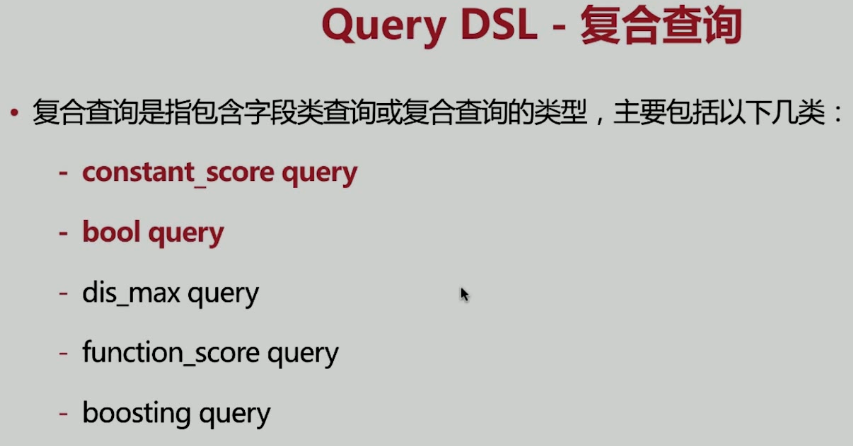 Query DSL - 复合查询
• 复合查询是指包含字段类查询或复合查询的类型，主要包括以下几类：
- constant_score query
- bool query
- dis_max query
- function_score query
- boosting query